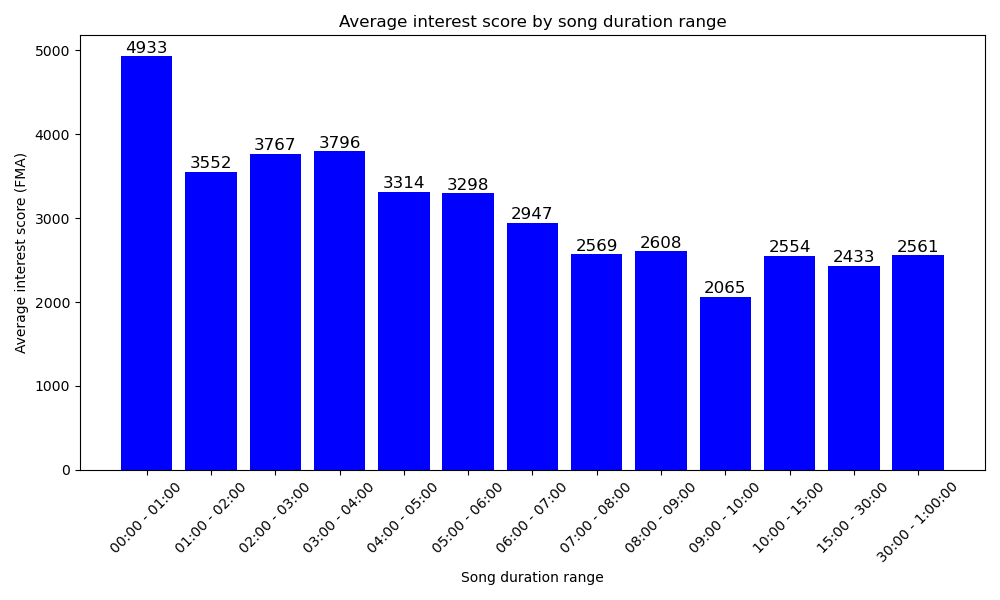 Average interest score by song duration range
Average interest score (FMA)
5000
4000
3000
2000
1000
0
4933
3552
3767
3796
3314
3298
2947
2569
2608
2065
2554
2433
2561
00:00 - 01:00
01:00 - 02:00
02:00 - 03:00
03:00 - 04:00
04:00 - 05:00
05:00 - 06:00
06:00 - 07:00
07:00 - 08:00
08:00 - 09:00
09:00 - 10:00
10:00 - 15:00
15:00 - 30:00
30:00 - 1:00:00
Song duration range